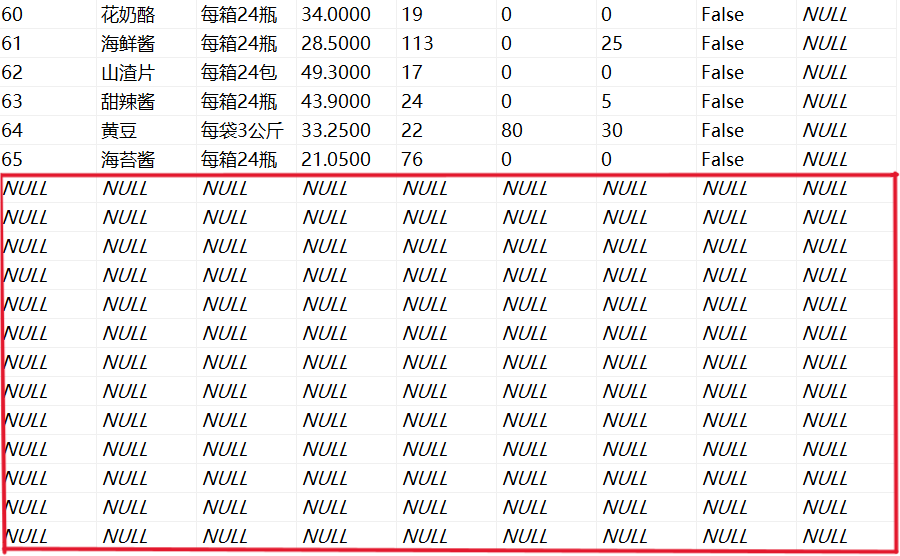 60 花奶酪 每箱24瓶 34.0000 19 0 0 False NULL
61 海鲜酱 每箱24瓶 28.5000 113 0 25 False NULL
62 山渣片 每箱24包 49.3000 17 0 0 False NULL
63 甜辣酱 每箱24瓶 43.9000 24 0 5 False NULL
64 黄豆 每袋3公斤 33.2500 22 80 30 False NULL
65 海苔酱 每箱24瓶 21.0500 76 0 0 False NULL
NULL NULL NULL NULL NULL NULL NULL NULL NULL
NULL NULL NULL NULL NULL NULL NULL NULL NULL
NULL NULL NULL NULL NULL NULL NULL NULL NULL
NULL NULL NULL NULL NULL NULL NULL NULL NULL
NULL NULL NULL NULL NULL NULL NULL NULL NULL
NULL NULL NULL NULL NULL NULL NULL NULL NULL
NULL NULL NULL NULL NULL NULL NULL NULL NULL
NULL NULL NULL NULL NULL NULL NULL NULL NULL
NULL NULL NULL NULL NULL NULL NULL NULL NULL
NULL NULL NULL NULL NULL NULL NULL NULL NULL
NULL NULL NULL NULL NULL NULL NULL NULL NULL
NULL NULL NULL NULL NULL NULL NULL NULL NULL
NULL NULL NULL NULL NULL NULL NULL NULL NULL